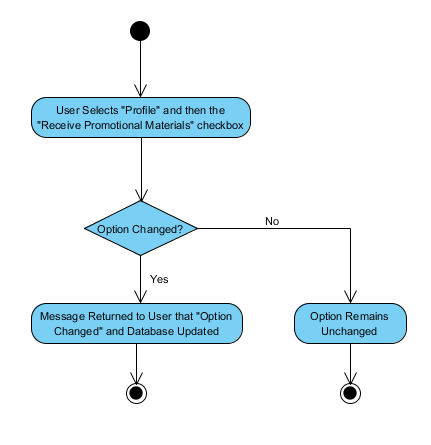 User Selects "Profile" and then the
"Receive Promotional Materials" checkbox
Option Changed?
No
Yes
Message Returned to User that "Option
Changed" and Database Updated
Option Remains
Unchanged